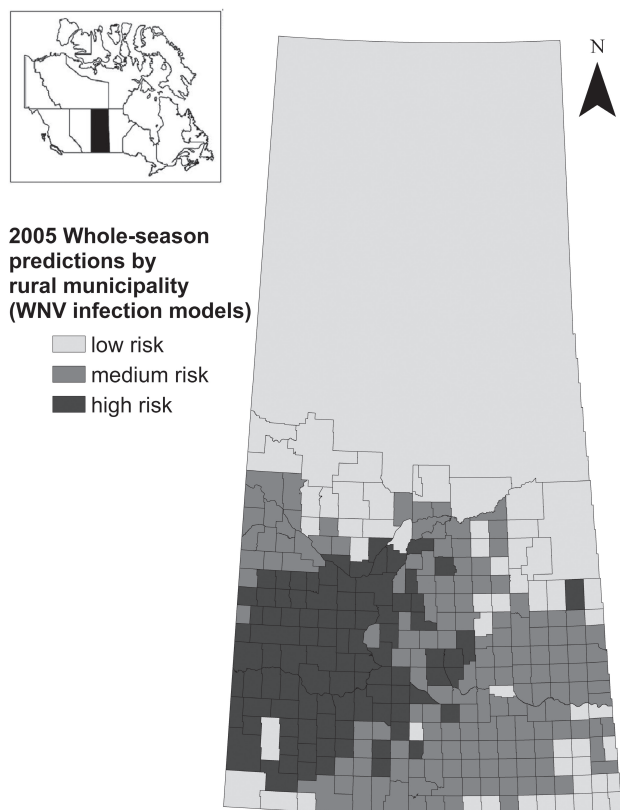 N
2005 Whole-season
predictions by
rural municipality
(WNV infection models)
low risk
medium risk
high risk